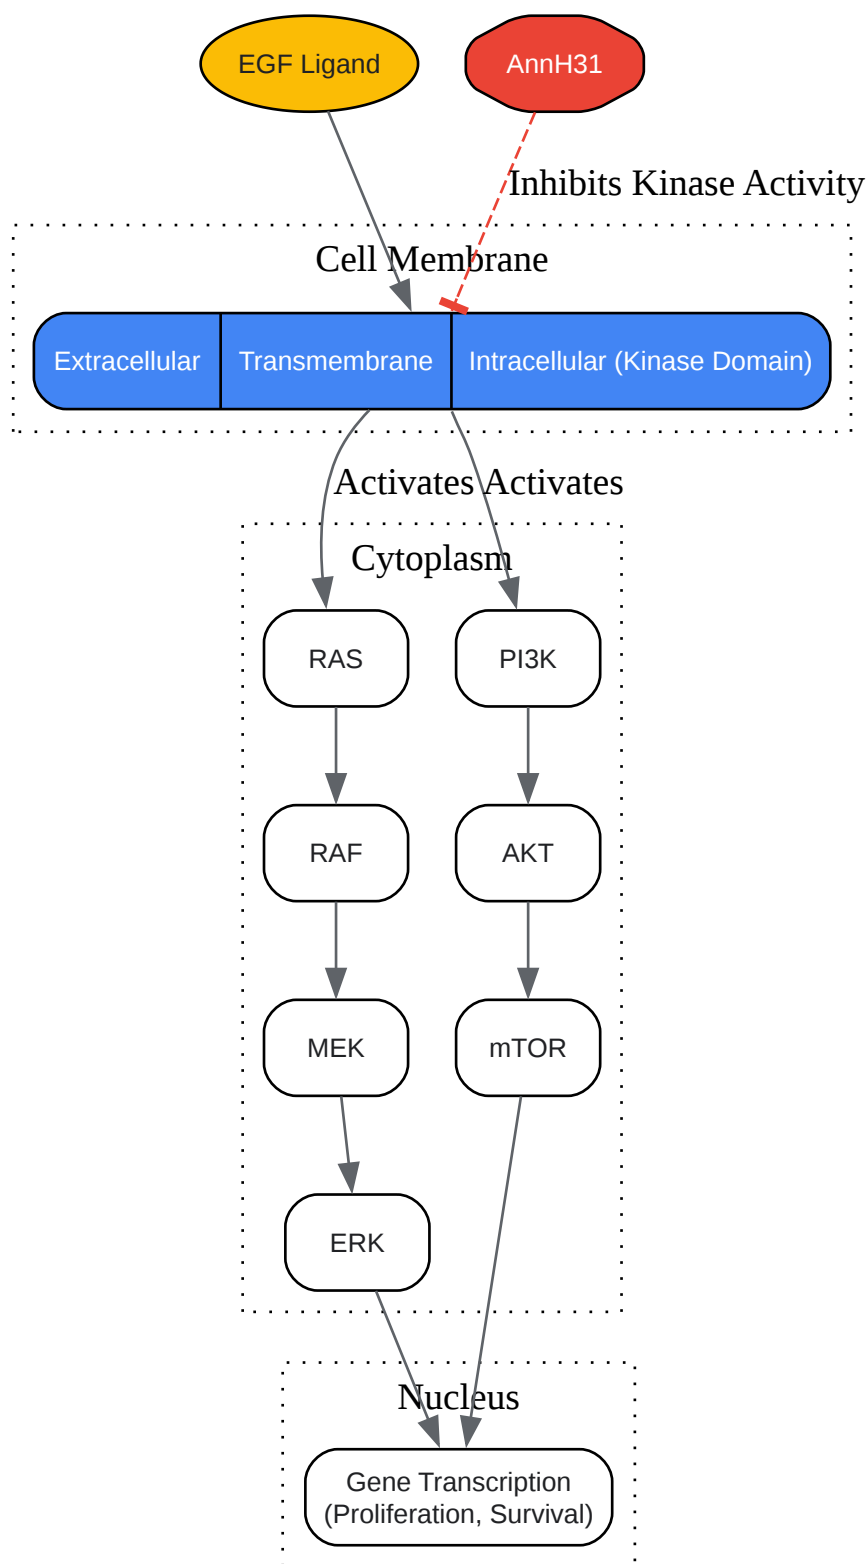 EGF Ligand
AnnH31
Inhibits Kinase Activity
Cell Membrane
Extracellular
Transmembrane
Intracellular (Kinase Domain)
Activates
Activates
Cytoplasm
RAS
PI3K
RAF
AKT
MEK
mTOR
ERK
Nucleus
Gene Transcription
(Proliferation, Survival)